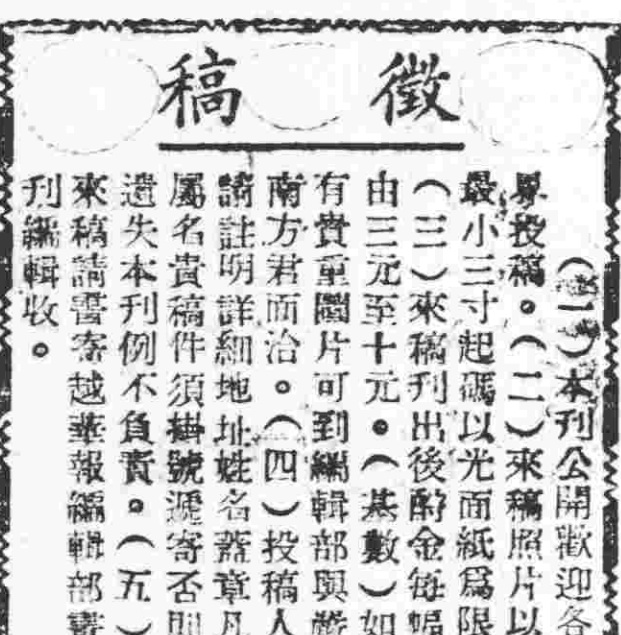 徵稿
(一)本刊公開歡迎各
界投稿。(二)來稿照片以
最小三寸起碼以光面紙爲限
(三)來稿刊出後酧金每幅
由三元至十元。(基數)如
有貴重圖片可到編輯部與
南方君面洽。(四)投稿人
請註明詳細地址姓名蓋章凡
屬名貴稿件須掛號遞寄否則
遺失本刊例不負責。(五)
來稿請書寄越華報編輯部
刊編輯收。